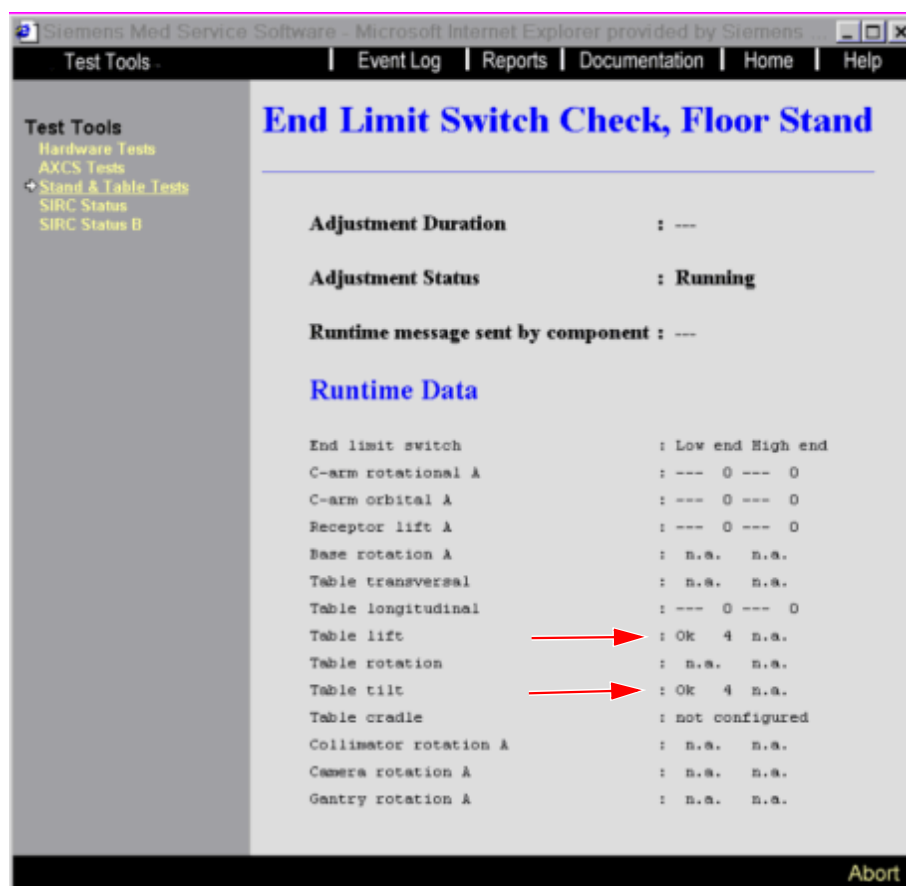 Siemens Med Service Software - Microsoft Internet Explorer provided by Siemens ...
Test Tools Event Log Reports Documentation Home Help
Test Tools
Hardware Tests
AXCS Tests
Stand & Table Tests
SIRC Status
SIRC Status B
End Limit Switch Check, Floor Stand
Adjustment Duration : ---
Adjustment Status : Running
Runtime message sent by component : ---
Runtime Data
End limit switch : Low end High end
C-arm rotational A : --- 0 --- 0
C-arm orbital A : --- 0 --- 0
Receptor lift A : --- 0 --- 0
Base rotation A : n.a. n.a.
Table transversal : n.a. n.a.
Table longitudinal : --- 0 --- 0
Table lift : Ok 4 n.a.
Table rotation : n.a. n.a.
Table tilt : Ok 4 n.a.
Table cradle : not configured
Collimator rotation A : n.a. n.a.
Camera rotation A : n.a. n.a.
Gantry rotation A : n.a. n.a.
Abort